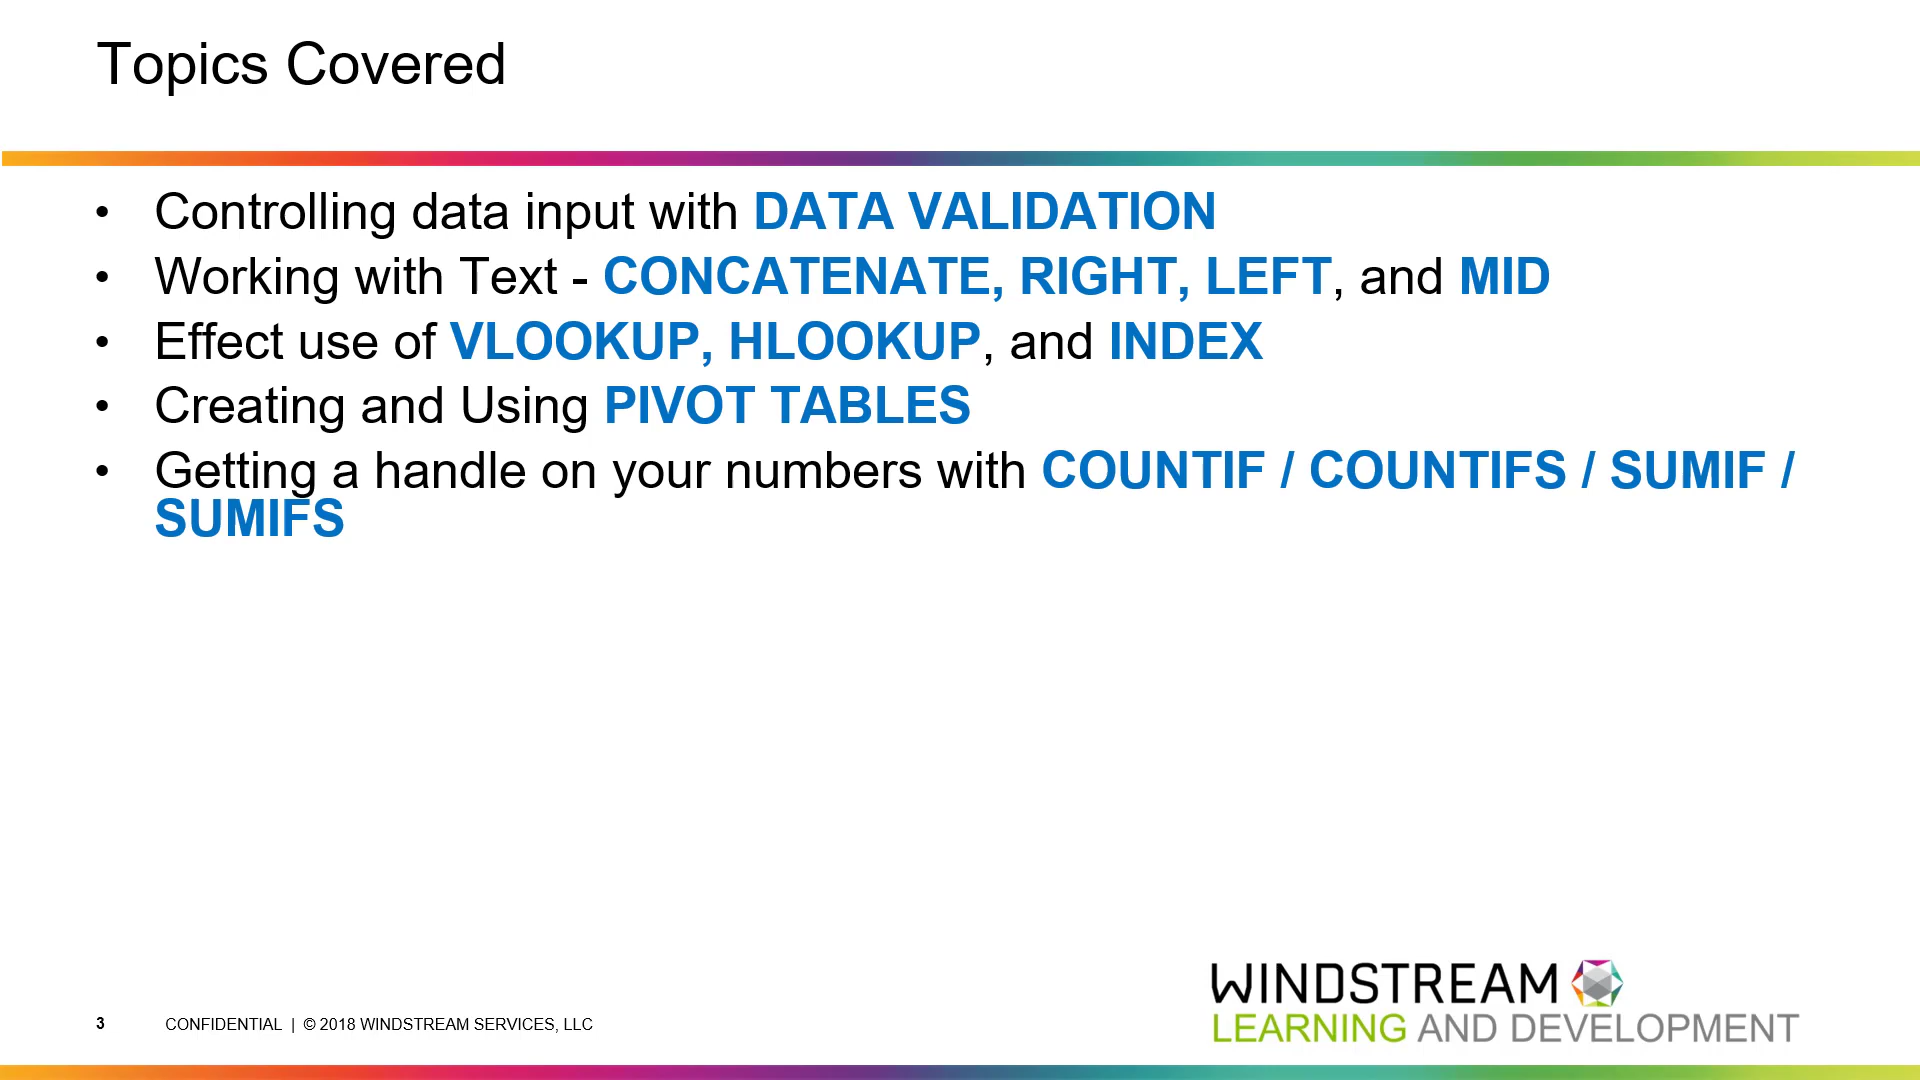 Topics Covered
• Controlling data input with DATA VALIDATION
• Working with Text - CONCATENATE, RIGHT, LEFT, and MID
• Effect use of VLOOKUP, HLOOKUP, and INDEX
• Creating and Using PIVOT TABLES
• Getting a handle on your numbers with COUNTIF / COUNTIFS / SUMIF /
SUMIFS
WINDSTREAM
LEARNING AND DEVELOPMENT
3 CONFIDENTIAL | © 2018 WINDSTREAM SERVICES, LLC